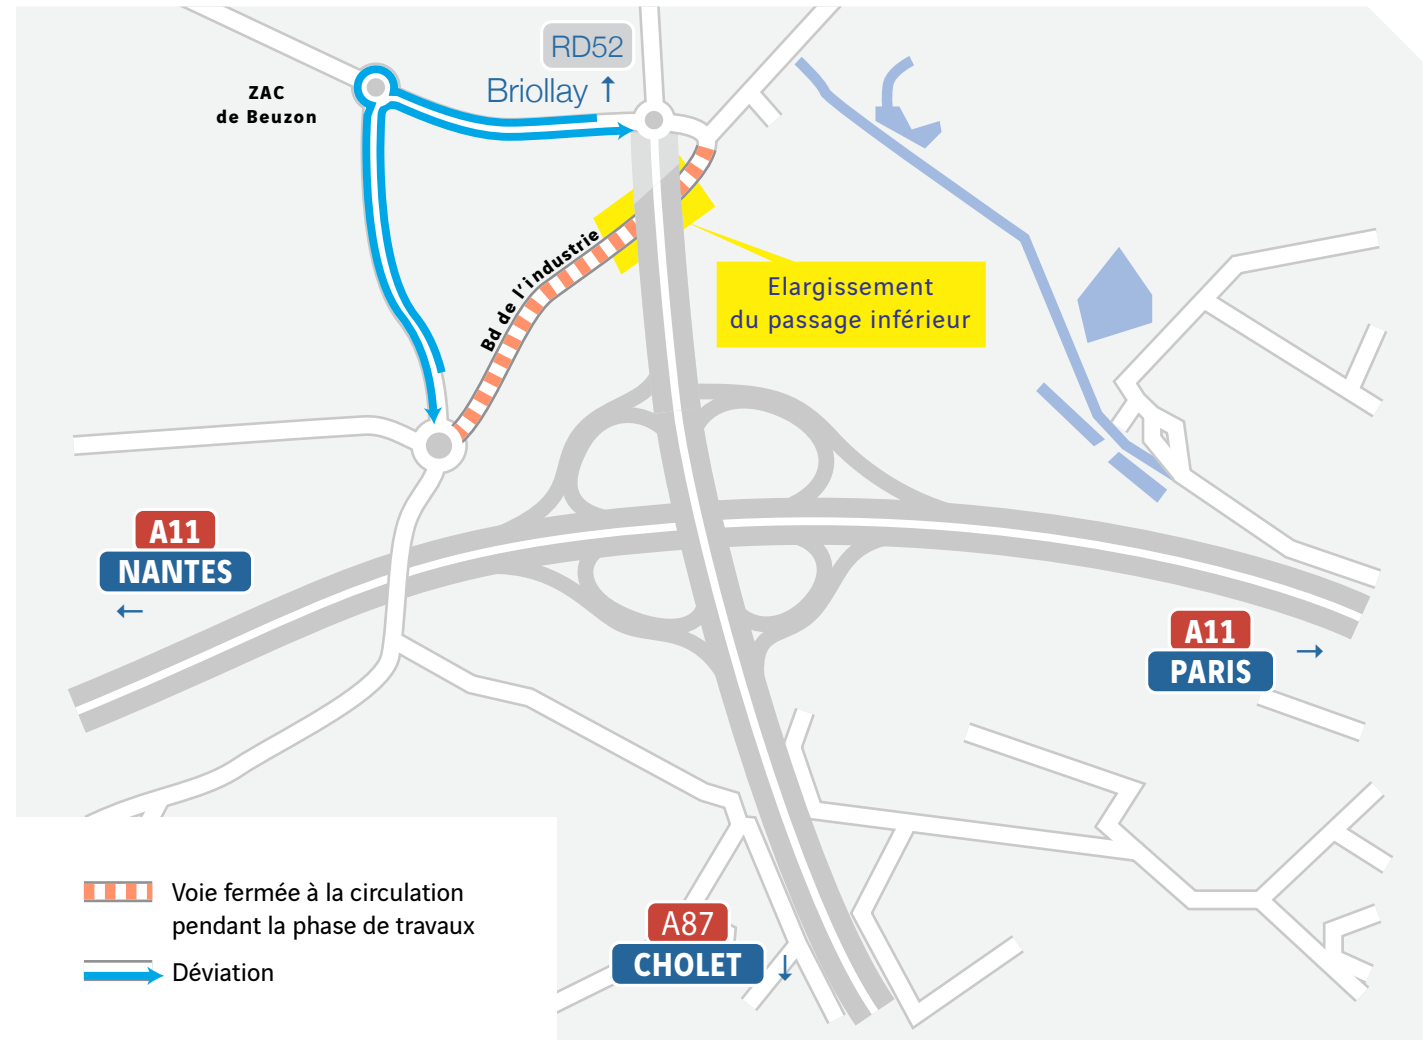 RD52
Briollay ↑
ZAC
de Beuzon
Bd de l'industrie
Elargissement
du passage inférieur
A11
NANTES
←
A11
PARIS
→
A87
CHOLET
↓
Voie fermée à la circulation
pendant la phase de travaux
Déviation